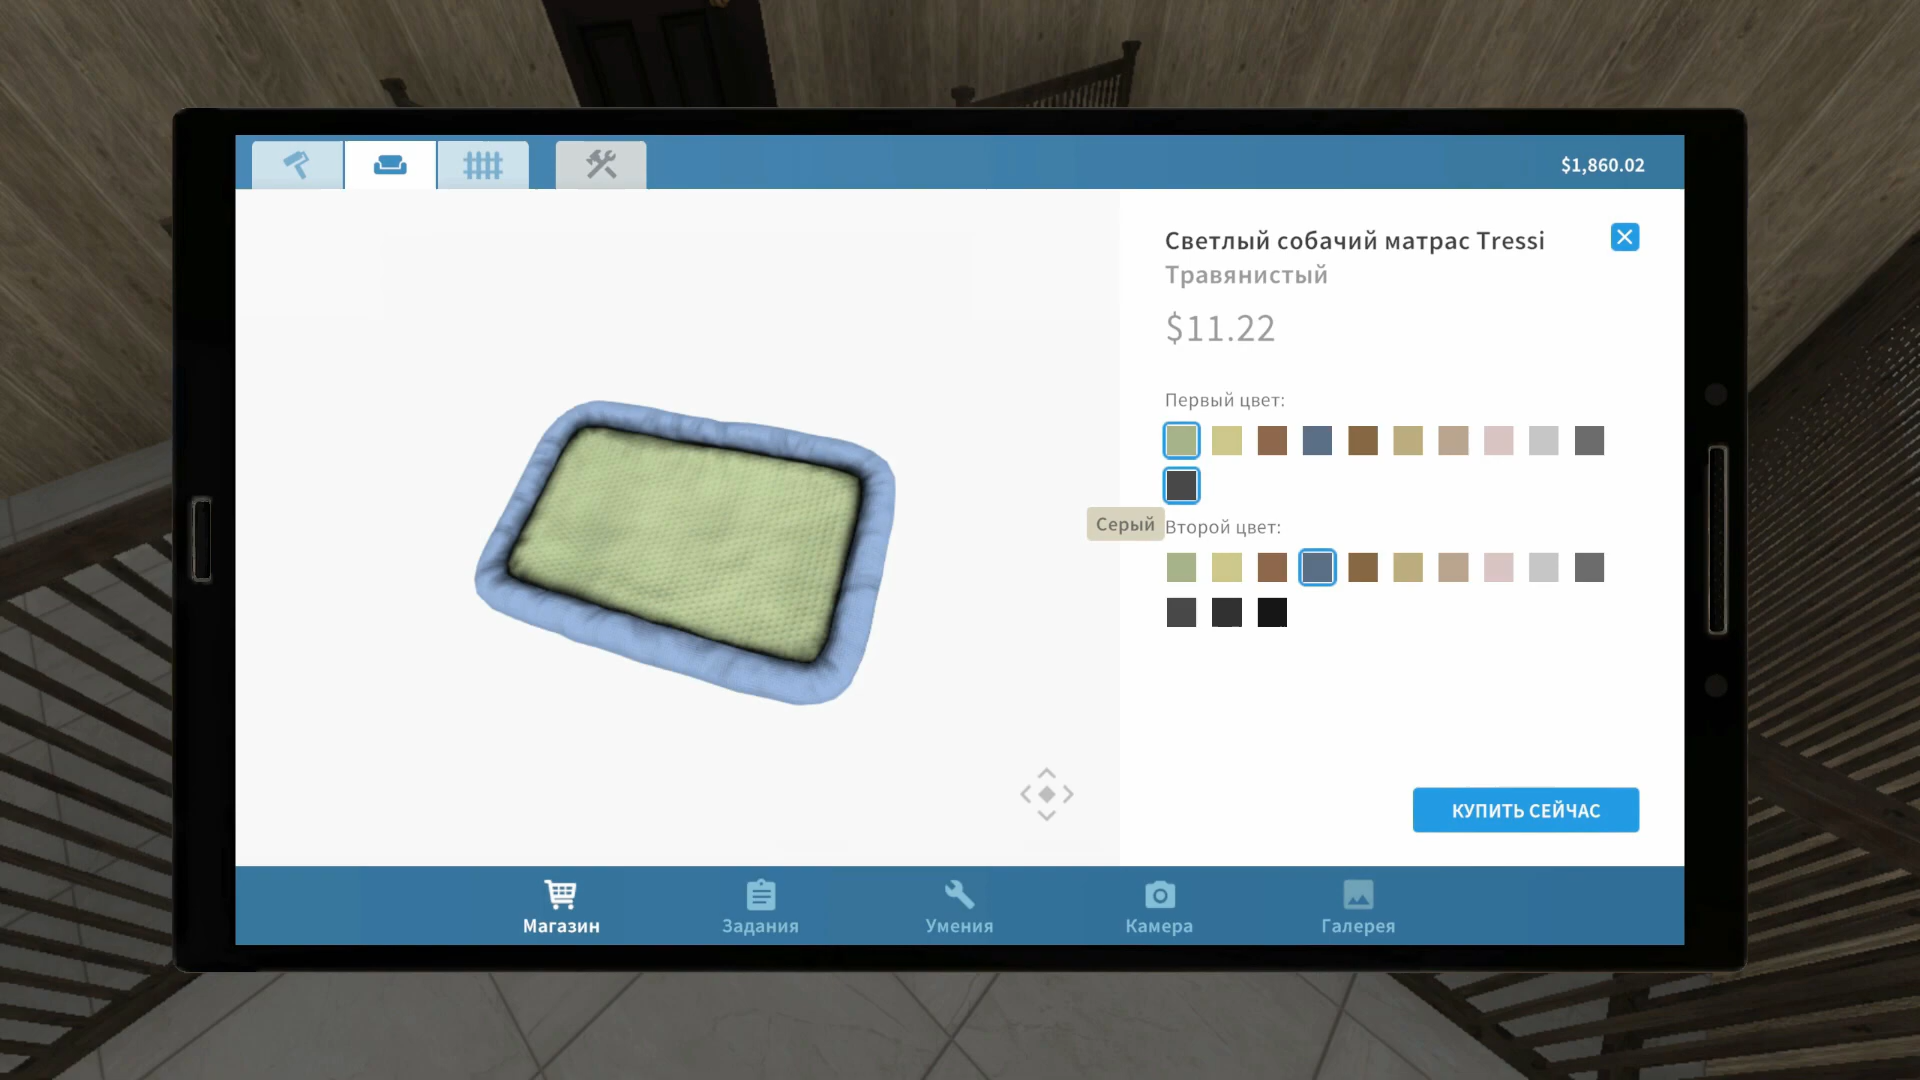 $1,860.02
Светлый собачий матрас Tressi
Травянистый
$11.22
Первый цвет:
Серый
Второй цвет:
КУПИТЬ СЕЙЧАС
Магазин
Задания
Умения
Камера
Галерея